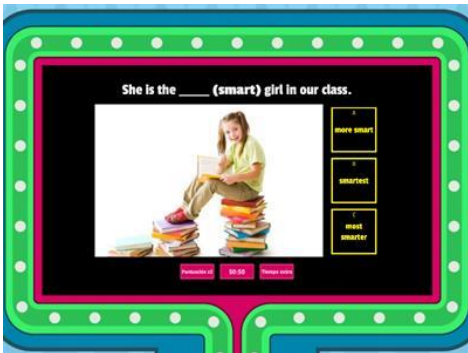 She is the _____ (smart) girl in our class.
A
more smart
B
smartest
C
most
smarter
Puntuación x2
50:50
Tiempo extra